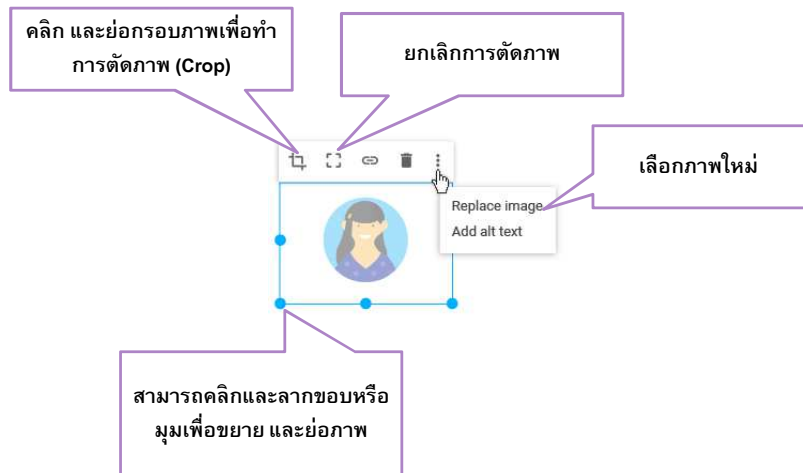 คลิก และย่อกรอบภาพเพื่อทำ
การตัดภาพ (Crop)
ยกเลิกการตัดภาพ
เลือกภาพใหม่
Replace image
Add alt text
สามารถคลิกและลากขอบหรือ
มุมเพื่อขยาย และย่อภาพ